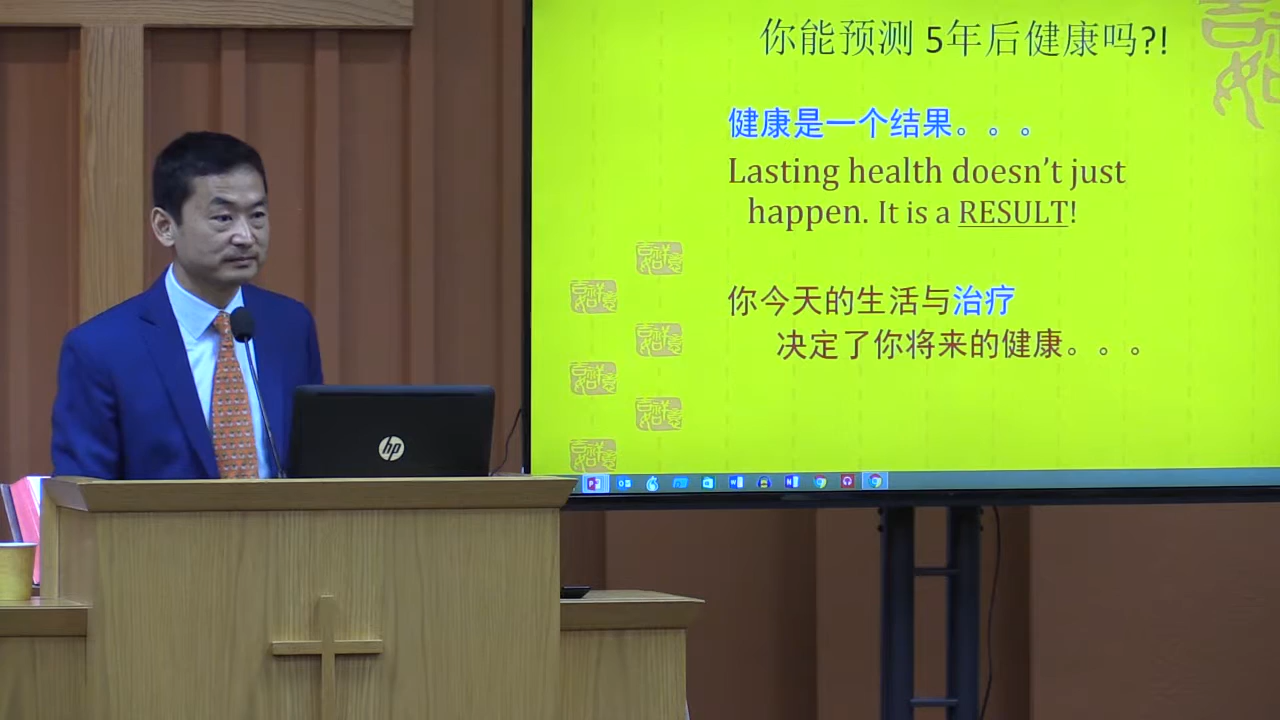 你能预测 5年后健康吗?!
健康是一个结果。。。
Lasting health doesn't just
happen. It is a RESULT!
你今天的生活与治疗
决定了你将来的健康。。。
hp